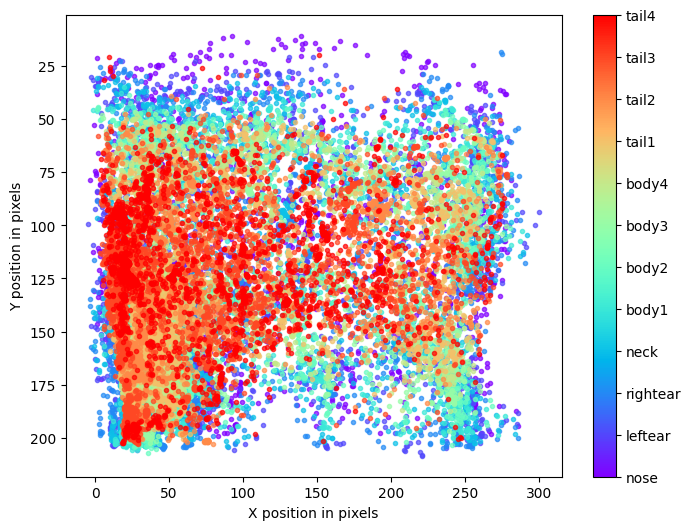 25
50
75
100
125
150
175
200
Y position in pixels
0
50
100
150
200
250
300
X position in pixels
tail4
tail3
tail2
tail1
body4
body3
body2
body1
neck
rightear
leftear
nose